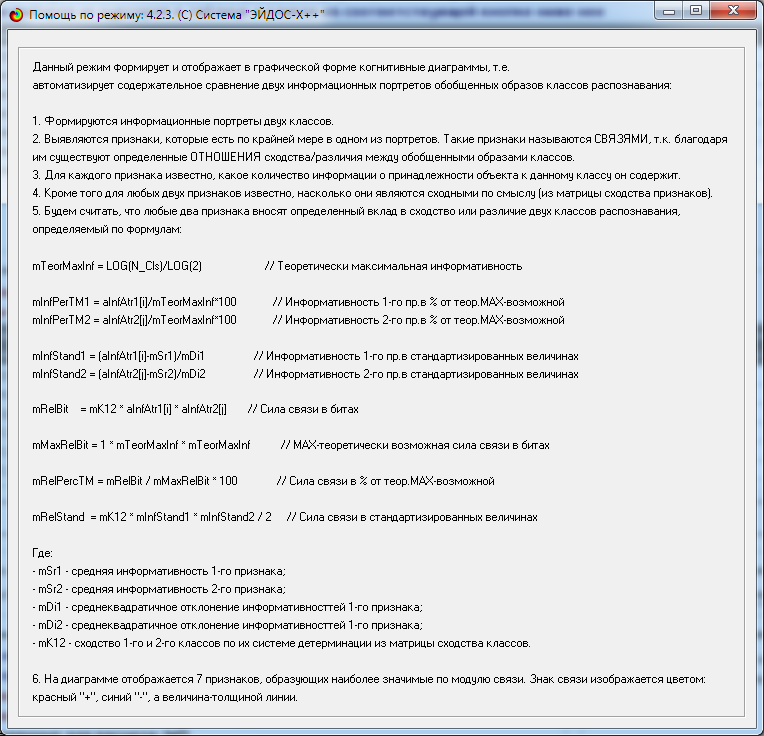 Помощь по режиму: 4.2.3. (C) Система "ЭЙДОС-X++"
Данный режим формирует и отображает в графической форме когнитивные диаграммы, т.е.
автоматизирует содержательное сравнение двух информационных портретов обобщенных образов классов распознавания:
1. Формируются информационные портреты двух классов.
2. Выявляются признаки, которые есть по крайней мере в одном из портретов. Такие признаки называются СВЯЗЯМИ, т.к. благодаря
им существуют определенные ОТНОШЕНИЯ сходства/различия между обобщенными образами классов.
3. Для каждого признака известно, какое количество информации о принадлежности объекта к данному классу он содержит.
4. Кроме того для любых двух признаков известно, насколько они являются сходными по смыслу (из матрицы сходства признаков).
5. Будем считать, что любые два признака вносят определенный вклад в сходство или различие двух классов распознавания,
определяемый по формулам:
mTeorMaxInf = LOG(N_Cls)/LOG(2) // Теоретически максимальная информативность
mInfPerTM1 = aInfAtr1[i]/mTeorMaxInf*100 // Информативность 1-го пр.в % от теор.MAX-возможной
mInfPerTM2 = aInfAtr2[j]/mTeorMaxInf*100 // Информативность 2-го пр.в % от теор.MAX-возможной
mInfStand1 = (aInfAtr1[i]-mSr1)/mDi1 // Информативность 1-го пр.в стандартизированных величинах
mInfStand2 = (aInfAtr2[j]-mSr2)/mDi2 // Информативность 2-го пр.в стандартизированных величинах
mRelBit = mK12 * aInfAtr1[i] * aInfAtr2[j] // Сила связи в битах
mMaxRelBit = 1 * mTeorMaxInf * mTeorMaxInf // MAX-теоретически возможная сила связи в битах
mRelPercTM = mRelBit / mMaxRelBit * 100 // Сила связи в % от теор.MAX-возможной
mRelStand = mK12 * mInfStand1 * mInfStand2 / 2 // Сила связи в стандартизированных величинах
Где:
- mSr1 - средняя информативность 1-го признака;
- mSr2 - средняя информативность 2-го признака;
- mDi1 - среднеквадратичное отклонение информативносттей 1-го признака;
- mDi2 - среднеквадратичное отклонение информативносттей 1-го признака;
- mK12 - сходство 1-го и 2-го классов по их системе детерминации из матрицы сходства классов.
6. На диаграмме отображается 7 признаков, образующих наиболее значимые по модулю связи. Знак связи изображается цветом:
красный "+", синий "-", а величина-толщиной линии.